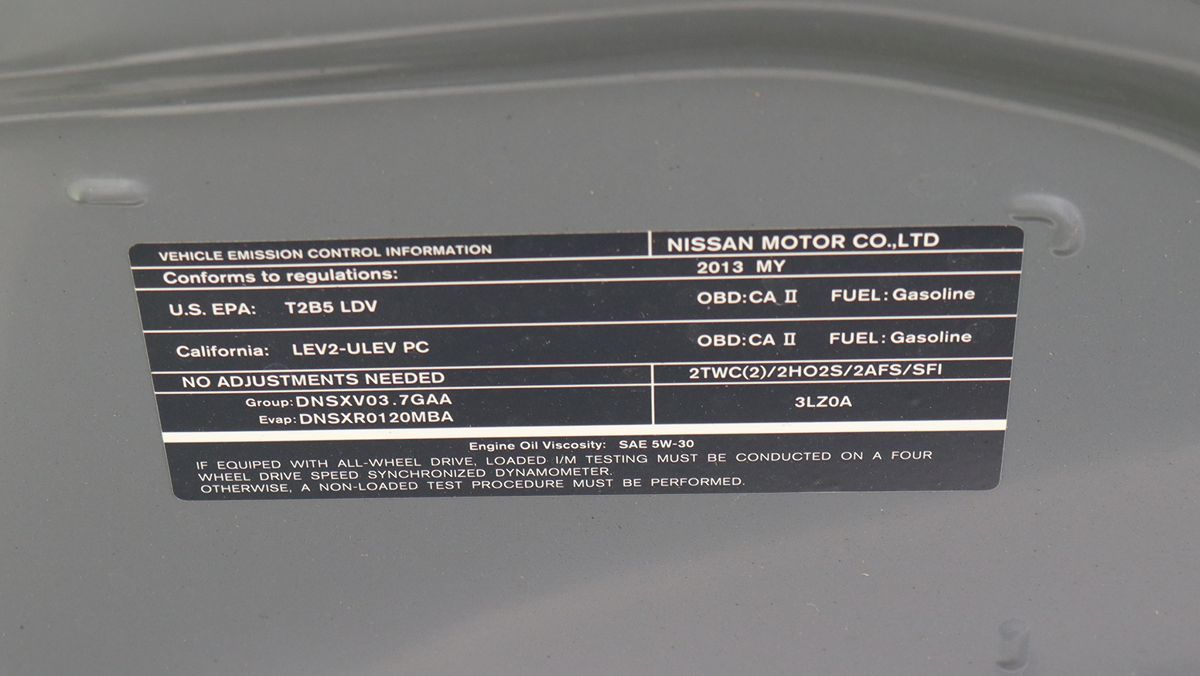 VEHICLE EMISSION CONTROL INFORMATION NISSAN MOTOR CO.,LTD
Conforms to regulations: 2013 MY
U.S. EPA: T2B5 LDV OBD:CA II FUEL:Gasoline
California: LEV2-ULEV PC OBD:CA II FUEL:Gasoline
NO ADJUSTMENTS NEEDED 2TWC(2)/2HO2S/2AFS/SFI
Group:DNSXV03.7GAA 3LZ0A
Evap:DNSXR0120MBA
Engine Oil Viscosity: SAE 5W-30
IF EQUIPED WITH ALL-WHEEL DRIVE, LOADED I/M TESTING MUST BE CONDUCTED ON A FOUR
WHEEL DRIVE SPEED SYNCHRONIZED DYNAMOMETER.
OTHERWISE, A NON-LOADED TEST PROCEDURE MUST BE PERFORMED.